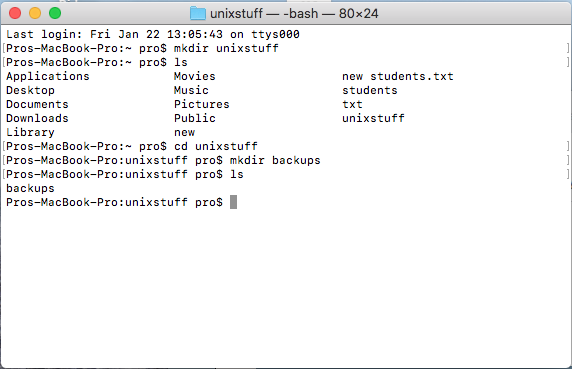 unixstuff — -bash — 80×24
Last login: Fri Jan 22 13:05:43 on ttys000
[Pros-MacBook-Pro:~ pro$ mkdir unixstuff ]
[Pros-MacBook-Pro:~ pro$ ls ]
Applications Movies new students.txt
Desktop Music students
Documents Pictures txt
Downloads Public unixstuff
Library new
[Pros-MacBook-Pro:~ pro$ cd unixstuff ]
[Pros-MacBook-Pro:unixstuff pro$ mkdir backups ]
[Pros-MacBook-Pro:unixstuff pro$ ls ]
backups
Pros-MacBook-Pro:unixstuff pro$